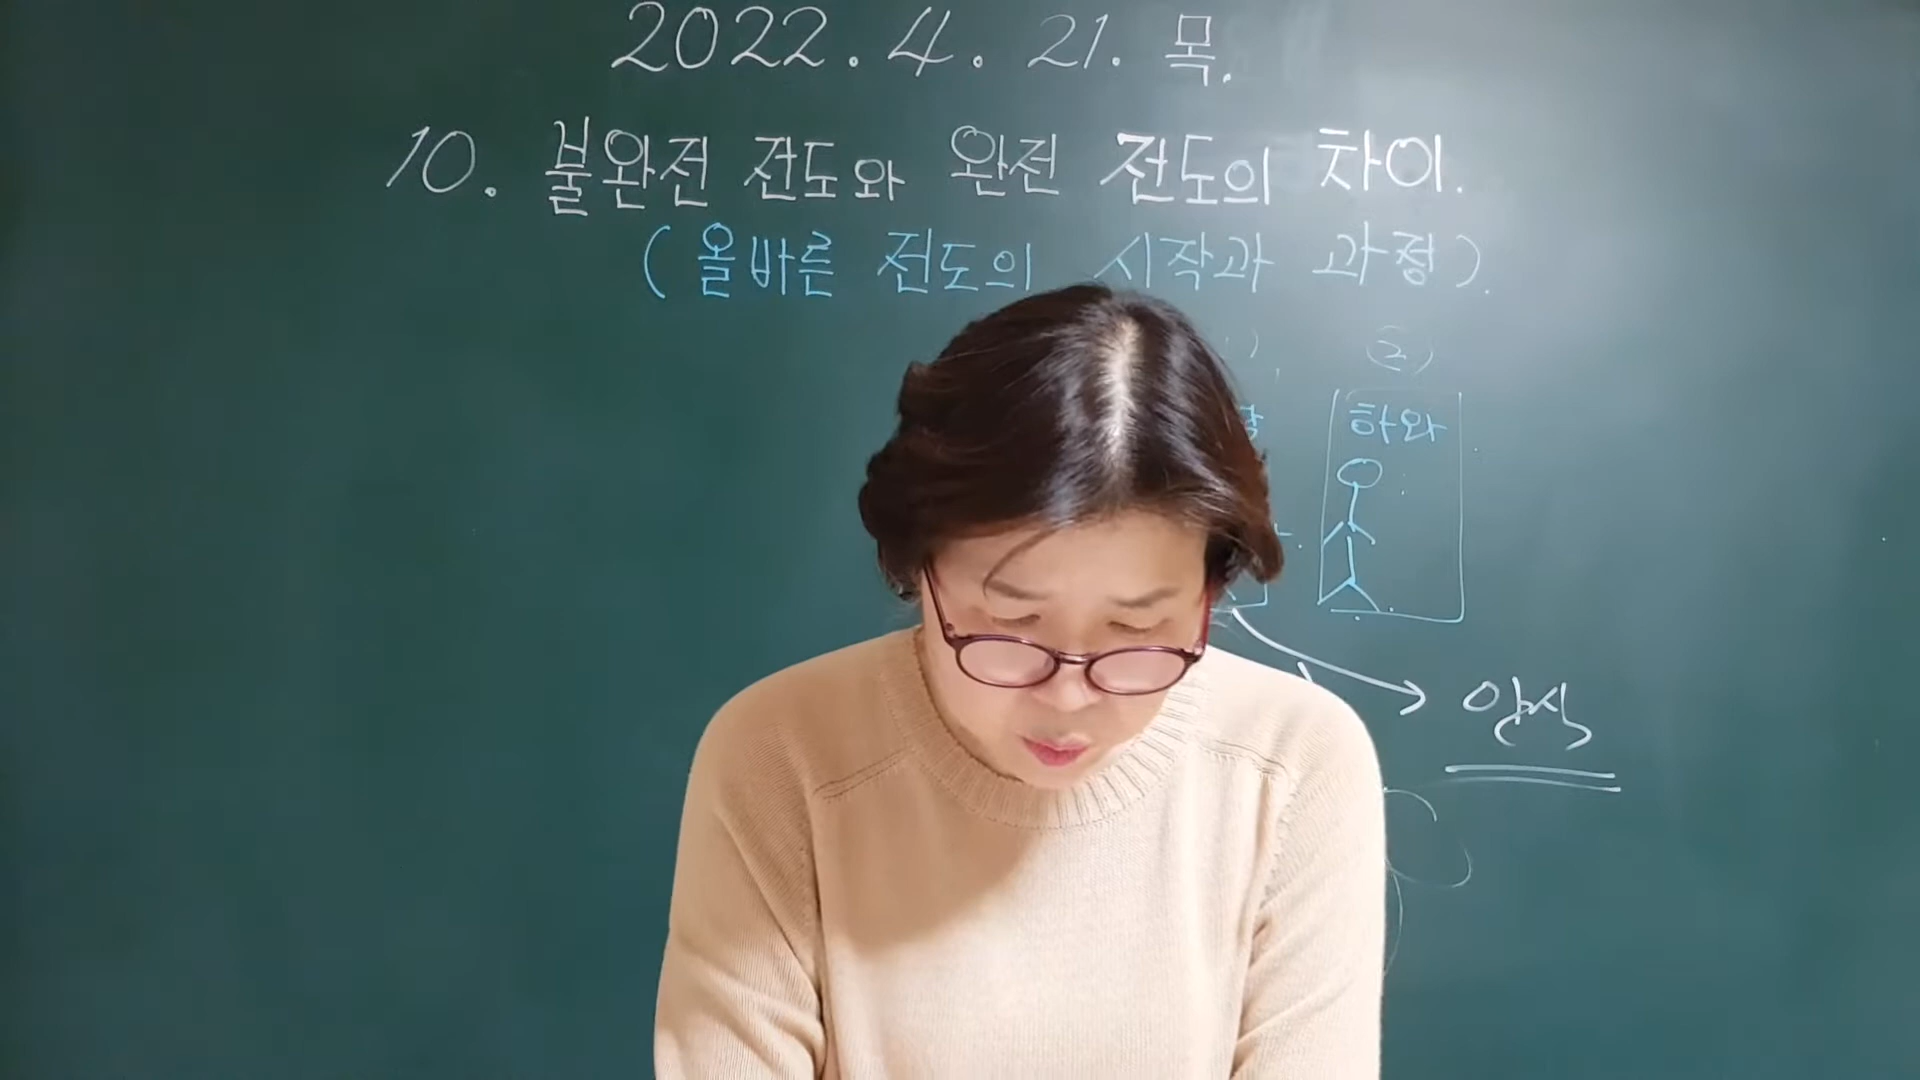 2022. 4. 21. 목.
10. 불완전 전도와 완전 전도의 차이.
(올바른 전도의 시작과 과정).
(2)
하와
양식